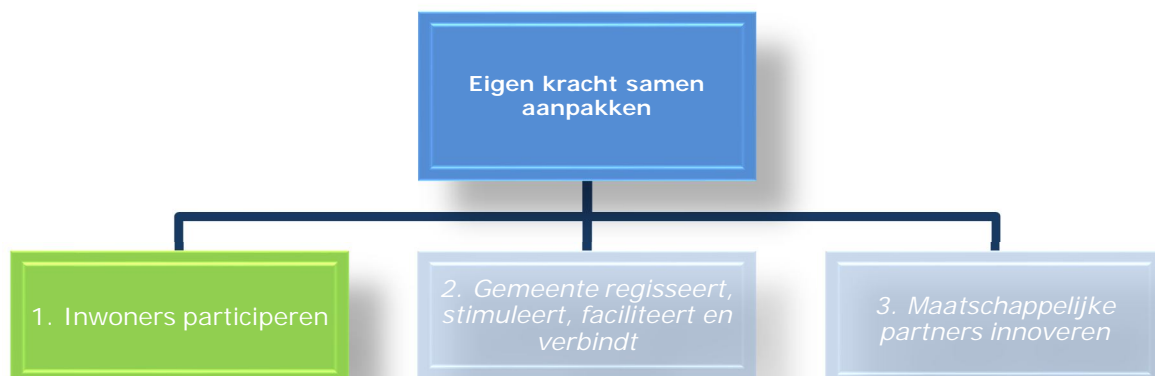 Eigen kracht samen
aanpakken
1. Inwoners participeren
2. Gemeente regisseert,
stimuleert, faciliteert en
verbindt
3. Maatschappelijke
partners innoveren